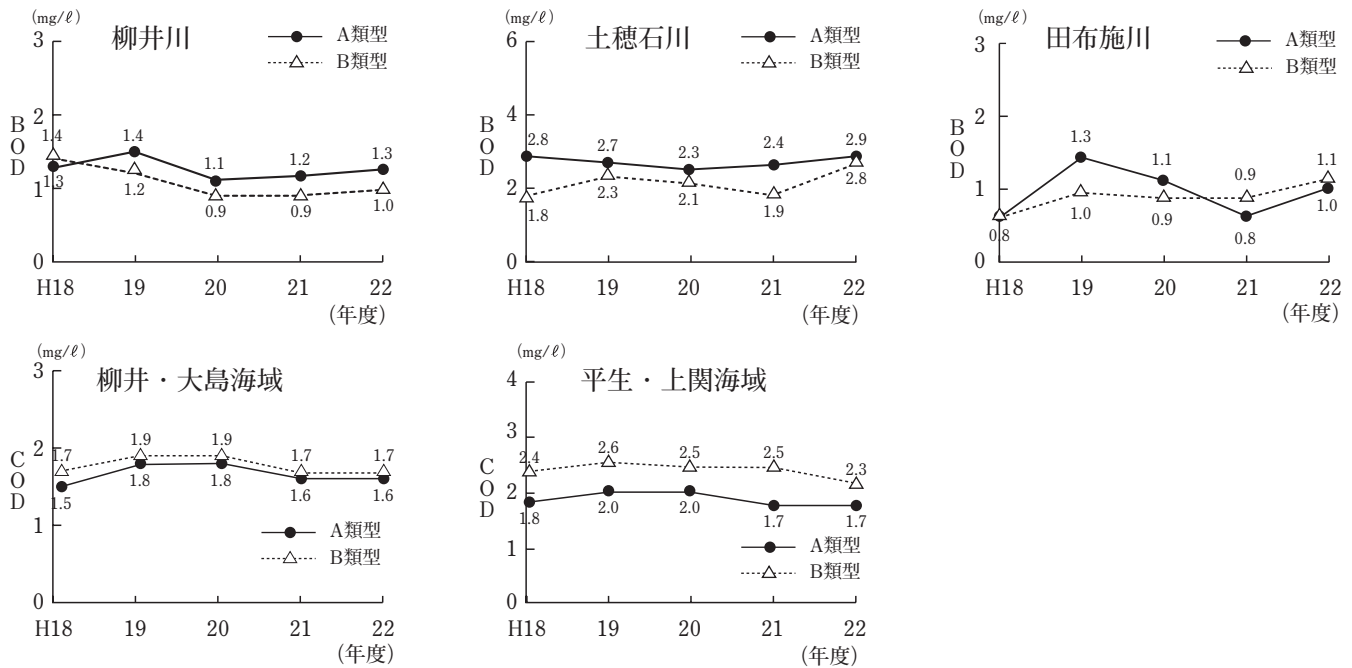 (mg/ℓ)
柳井川
A類型
B類型
3
2
1
0
BOD
1.4
1.4
1.1
1.2
1.3
1.3
1.2
0.9
0.9
1.0
H18 19 20 21 22
(年度)
(mg/ℓ)
土穂石川
A類型
B類型
6
4
2
0
BOD
2.8
2.7
2.3
2.4
2.9
1.8
2.3
2.1
1.9
2.8
H18 19 20 21 22
(年度)
(mg/ℓ)
田布施川
A類型
B類型
3
2
1
0
BOD
1.3
1.1
0.9
1.1
0.8
1.0
0.9
0.8
1.0
H18 19 20 21 22
(年度)
(mg/ℓ)
柳井・大島海域
3
2
1
0
COD
1.7
1.9
1.9
1.7
1.7
1.5
1.8
1.8
1.6
1.6
A類型
B類型
H18 19 20 21 22
(年度)
(mg/ℓ)
平生・上関海域
4
3
2
1
0
COD
2.4
2.6
2.5
2.5
2.3
1.8
2.0
2.0
1.7
1.7
A類型
B類型
H18 19 20 21 22
(年度)